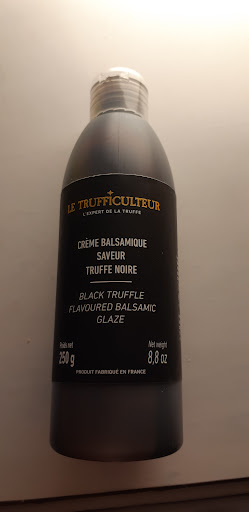 LE TRUFFICULTEUR
L'EXPERT DE LA TRUFFE
CRÈME BALSAMIQUE
SAVEUR
TRUFFE NOIRE
BLACK TRUFFLE
FLAVOURED BALSAMIC
GLAZE
Poids net Net weight
250 g 8,8 oz
PRODUIT FABRIQUÉ EN FRANCE